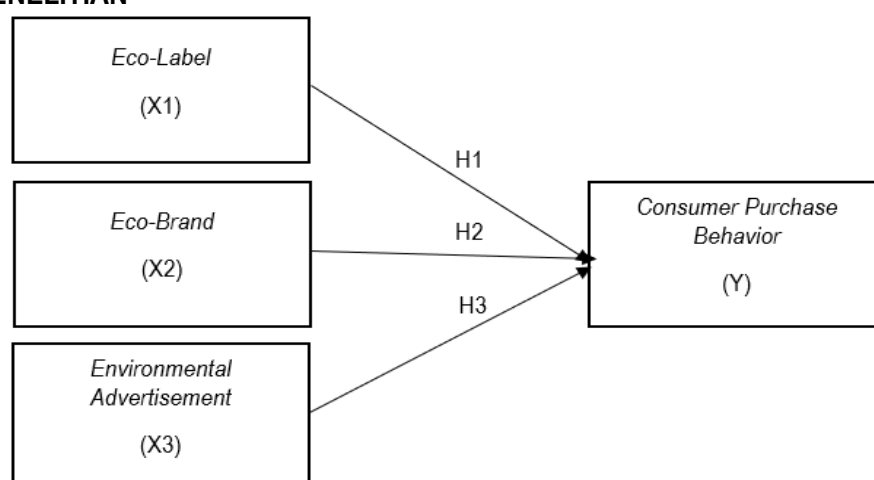 Eco-Label
(X1)
H1
Eco-Brand
(X2)
H2
Consumer Purchase
Behavior
(Y)
H3
Environmental
Advertisement
(X3)